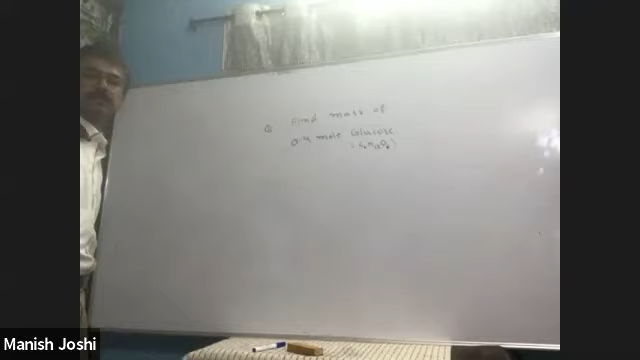 Q Find mass of
0.4 mole Glucose.
(C₆H₁₂O₆)
Manish Joshi